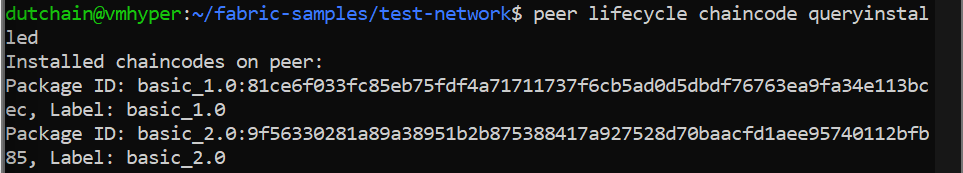 dutchain@vmhyper:~/fabric-samples/test-network$ peer lifecycle chaincode queryinstal
led
Installed chaincodes on peer:
Package ID: basic_1.0:81ce6f033fc85eb75fdf4a71711737f6cb5ad0d5dbdf76763ea9fa34e113bc
ec, Label: basic_1.0
Package ID: basic_2.0:9f56330281a89a38951b2b875388417a927528d70baacfd1aee95740112bfb
85, Label: basic_2.0